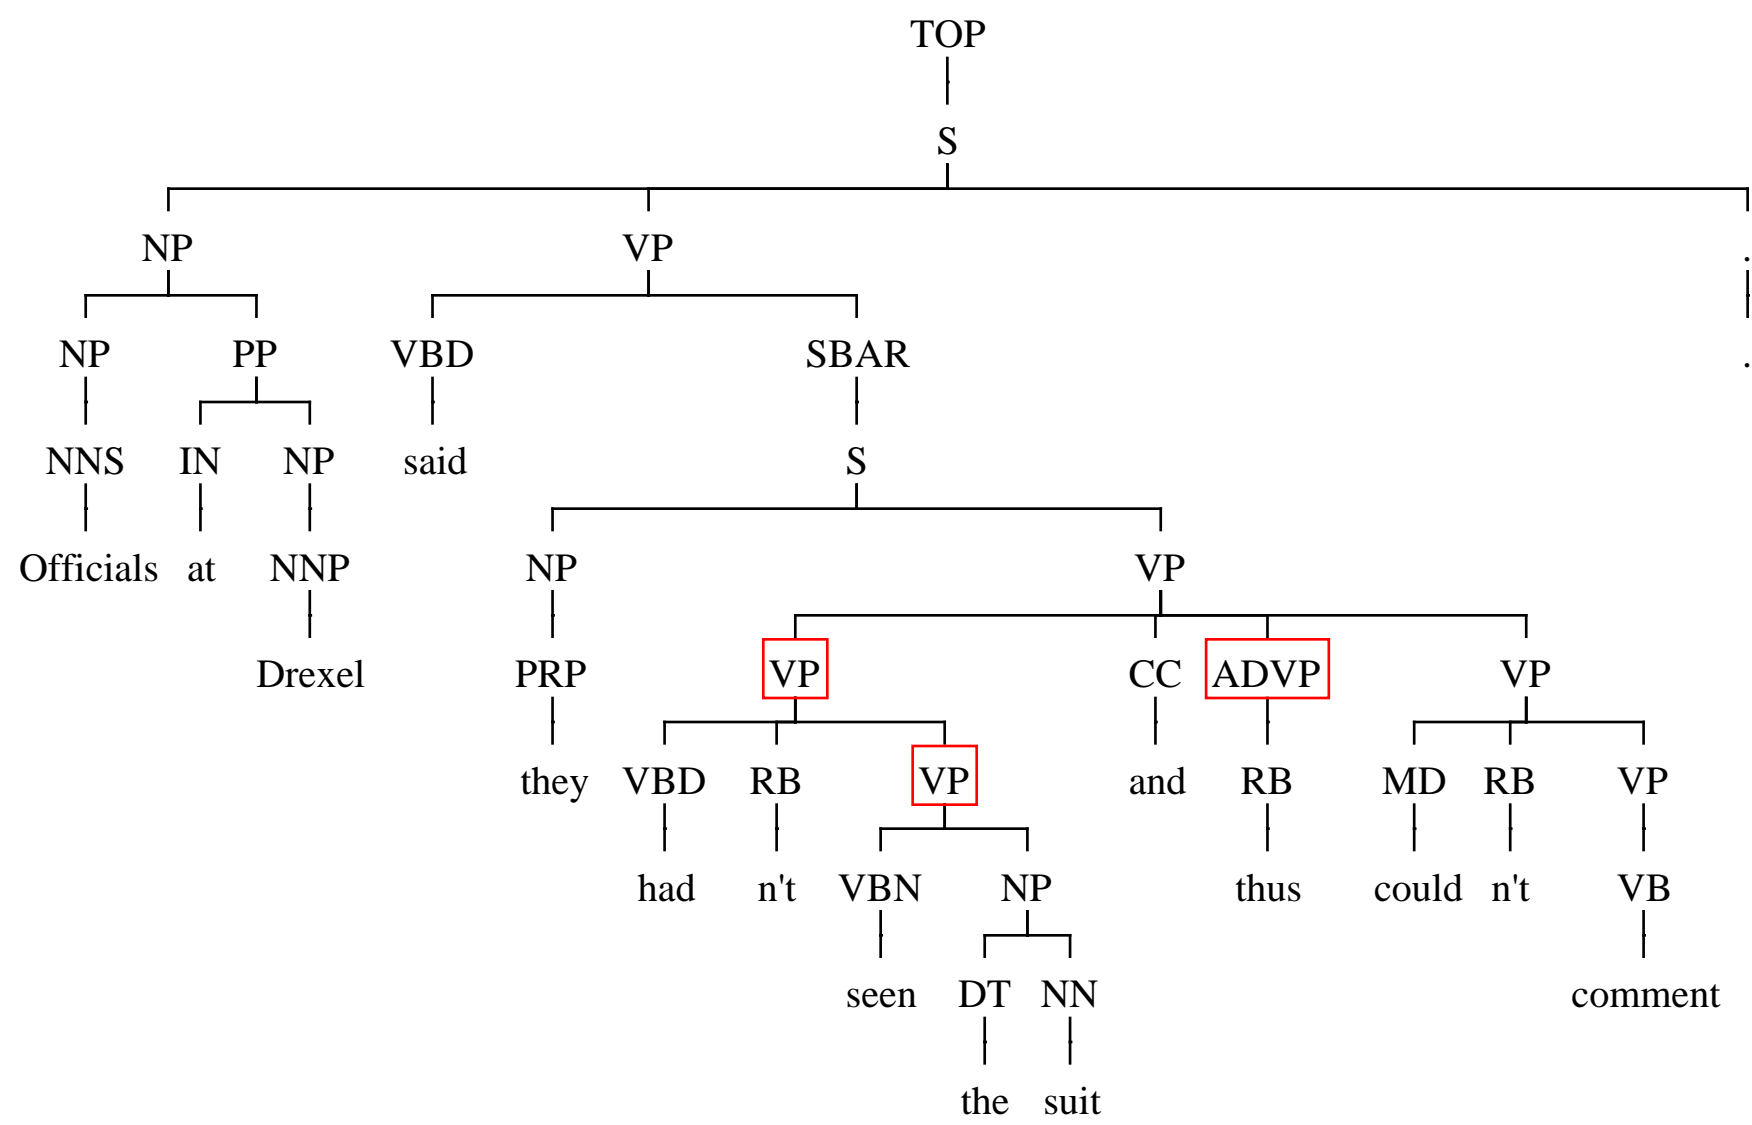 TOP
S
NP VP .
NP PP VBD SBAR .
NNS IN NP said S
Officials at NNP NP VP
Drexel PRP VP CC ADVP VP
they VBD RB VP and RB MD RB VP
had n't VBN NP thus could n't VB
seen DT NN comment
the suit